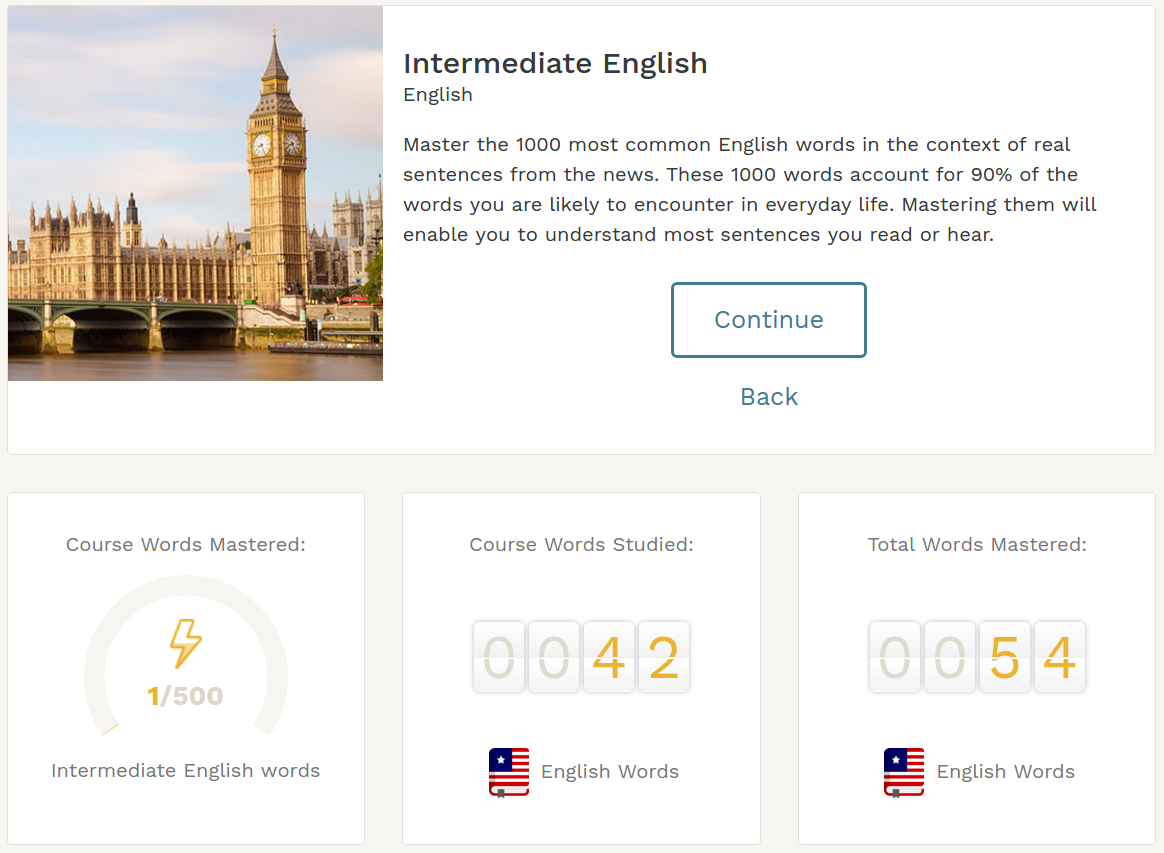 Intermediate English
English
Master the 1000 most common English words in the context of real
sentences from the news. These 1000 words account for 90% of the
words you are likely to encounter in everyday life. Mastering them will
enable you to understand most sentences you read or hear.
Continue
Back
Course Words Mastered:
1/500
Intermediate English words
Course Words Studied:
0042
English Words
Total Words Mastered:
0054
English Words